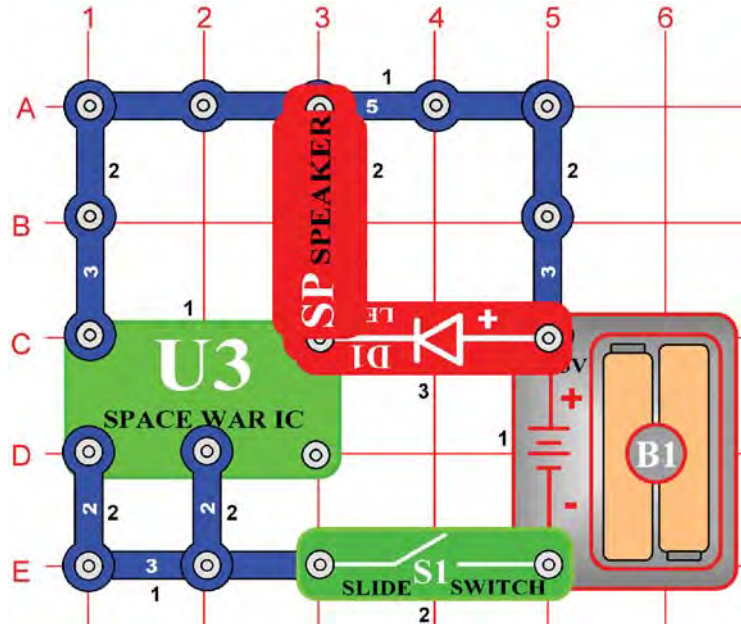 1 2 3 4 5 6
1
A 5
2 2 2
SP SPEAKER
B
3 3
1
LE +
C U3 D1 V
SPACE WAR IC
3 +
D 1 B1
2 2 2 2
-
E 3 S1
SLIDE SWITCH
1 2